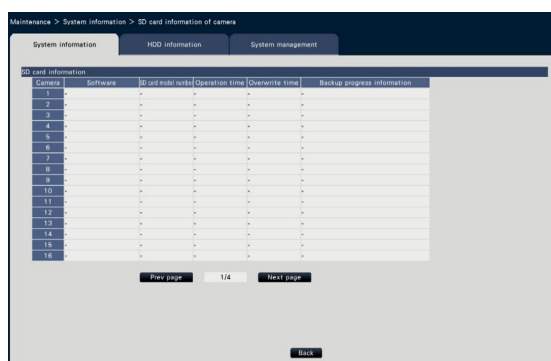 Maintenance > System information > SD card information of camera
System information HDD information System management
SD card information
Camera Software SD card model number Operation time Overwrite time Backup progress information
1 - - - - -
2 - - - - -
3 - - - - -
4 - - - - -
5 - - - - -
6 - - - - -
7 - - - - -
8 - - - - -
9 - - - - -
10 - - - - -
11 - - - - -
12 - - - - -
13 - - - - -
14 - - - - -
15 - - - - -
16 - - - - -
Prev page 1/4 Next page
Back